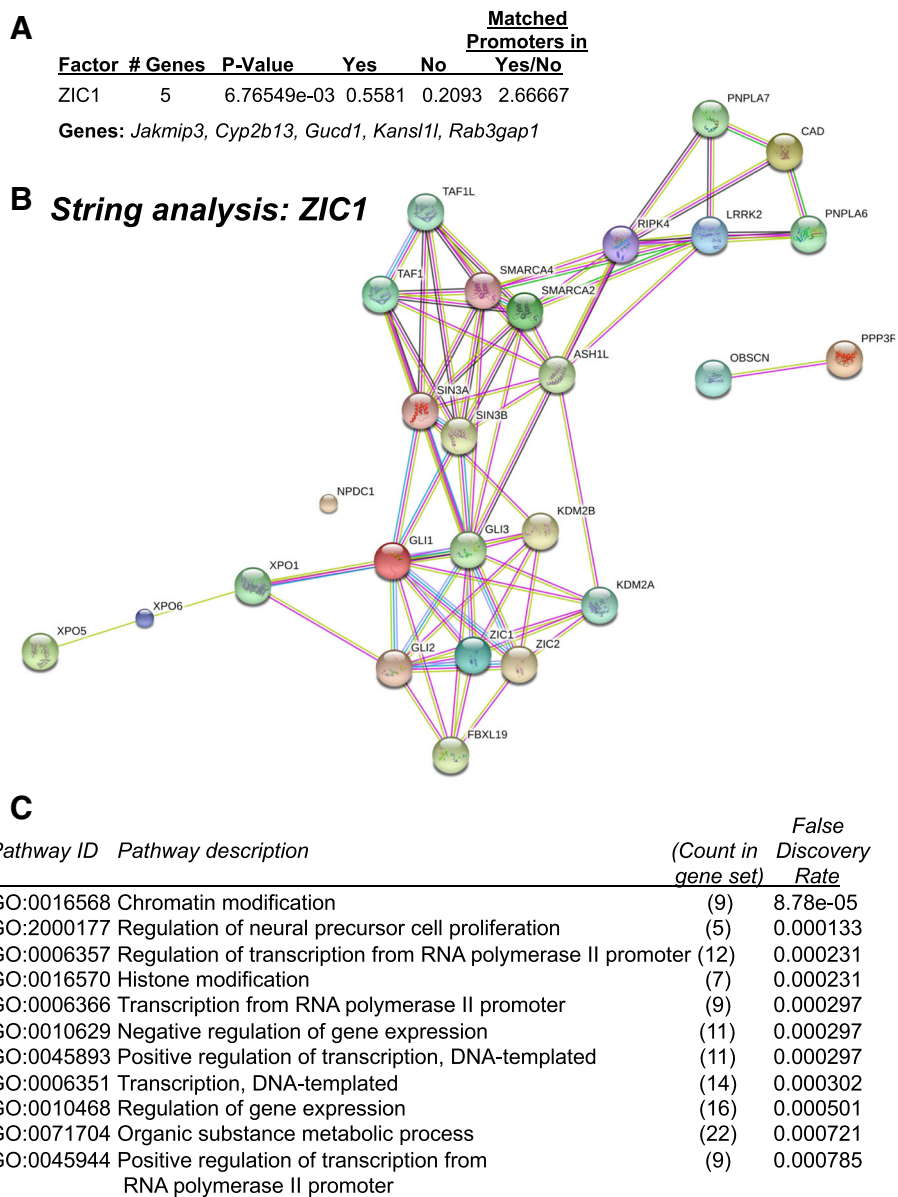 A
Matched
Promoters in
Factor # Genes P-Value Yes No Yes/No
ZIC1 5 6.76549e-03 0.5581 0.2093 2.66667
Genes: Jakmip3, Cyp2b13, Gucd1, Kansl1l, Rab3gap1
B String analysis: ZIC1
PNPLA7
CAD
TAF1L
PNPLA6
RIPK4
LRRK2
TAF1
SMARCA4
SMARCA2
ASH1L
OBSCN
PPP3F
SIN3A
SIN3B
NPDC1
KDM2B
GLI1
GLI3
XPO1
KDM2A
XPO6
XPO5
ZIC1
ZIC2
GLI2
FBXL19
C
False
Pathway ID Pathway description (Count in Discovery
gene set) Rate
GO:0016568 Chromatin modification (9) 8.78e-05
GO:2000177 Regulation of neural precursor cell proliferation (5) 0.000133
GO:0006357 Regulation of transcription from RNA polymerase II promoter (12) 0.000231
GO:0016570 Histone modification (7) 0.000231
GO:0006366 Transcription from RNA polymerase II promoter (9) 0.000297
GO:0010629 Negative regulation of gene expression (11) 0.000297
GO:0045893 Positive regulation of transcription, DNA-templated (11) 0.000297
GO:0006351 Transcription, DNA-templated (14) 0.000302
GO:0010468 Regulation of gene expression (16) 0.000501
GO:0071704 Organic substance metabolic process (22) 0.000721
GO:0045944 Positive regulation of transcription from (9) 0.000785
RNA polymerase II promoter